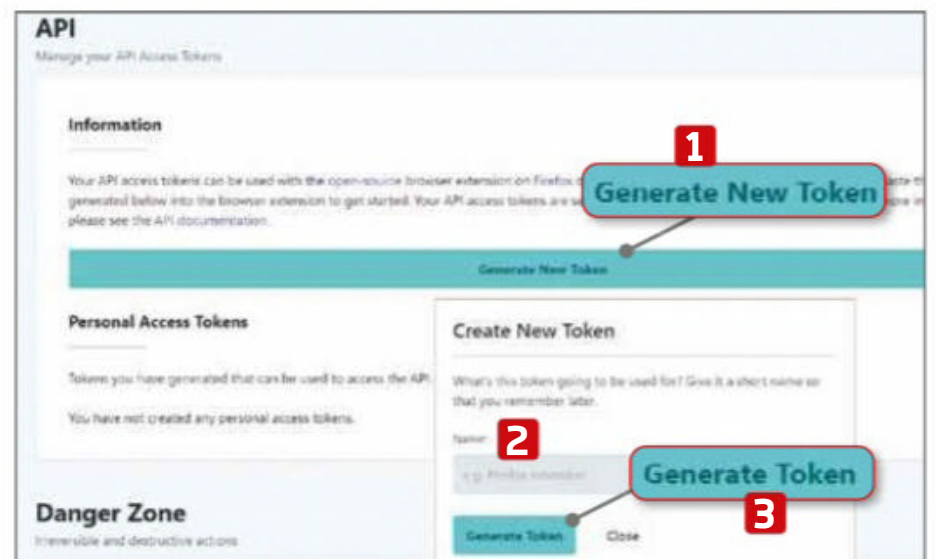 API
Manage your API Access Tokens
Information
1
Your API access tokens can be used with the open-source browser extension on Firefox
Generate New Token
generated below into the browser extension to get started. Your API access tokens are
please see the API documentation.
Generate New Token
Personal Access Tokens
Tokens you have generated that can be used to access the API.
You have not created any personal access tokens.
Create New Token
What's this token going to be used for? Give it a short name so
that you remember later.
Name
2
e.g. Firefox extension
Generate Token
3
Generate Token
Close
Danger Zone
Irreversible and destructive actions